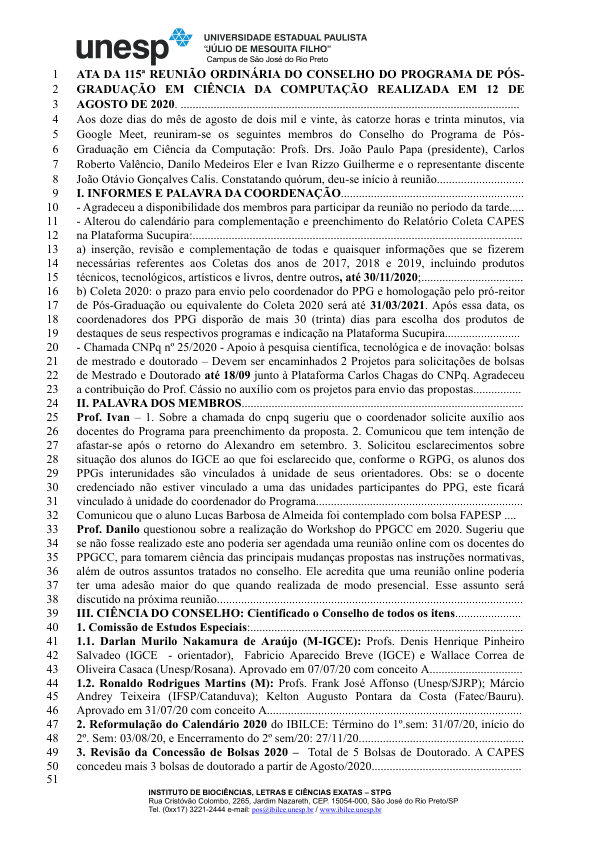 unesp
UNIVERSIDADE ESTADUAL PAULISTA
"JÚLIO DE MESQUITA FILHO"
Campus de São José do Rio Preto
1 ATA DA 115ª REUNIÃO ORDINÁRIA DO CONSELHO DO PROGRAMA DE PÓS-
2 GRADUAÇÃO EM CIÊNCIA DA COMPUTAÇÃO REALIZADA EM 12 DE
3 AGOSTO DE 2020. ....................................................................................................
4 Aos doze dias do mês de agosto de dois mil e vinte, às catorze horas e trinta minutos, via
5 Google Meet, reuniram-se os seguintes membros do Conselho do Programa de Pós-
6 Graduação em Ciência da Computação: Profs. Drs. João Paulo Papa (presidente), Carlos
7 Roberto Valêncio, Danilo Medeiros Eler e Ivan Rizzo Guilherme e o representante discente
8 João Otávio Gonçalves Calis. Constatando quórum, deu-se início à reunião.............................
9 I. INFORMES E PALAVRA DA COORDENAÇÃO.............................................................
10 - Agradeceu a disponibilidade dos membros para participar da reunião no período da tarde.....
11 - Alterou do calendário para complementação e preenchimento do Relatório Coleta CAPES
12 na Plataforma Sucupira:..............................................................................................................
13 a) inserção, revisão e complementação de todas e quaisquer informações que se fizerem
14 necessárias referentes aos Coletas dos anos de 2017, 2018 e 2019, incluindo produtos
15 técnicos, tecnológicos, artísticos e livros, dentre outros, até 30/11/2020;..................................
16 b) Coleta 2020: o prazo para envio pelo coordenador do PPG e homologação pelo pró-reitor
17 de Pós-Graduação ou equivalente do Coleta 2020 será até 31/03/2021. Após essa data, os
18 coordenadores dos PPG disporão de mais 30 (trinta) dias para escolha dos produtos de
19 destaques de seus respectivos programas e indicação na Plataforma Sucupira.........................
20 - Chamada CNPq nº 25/2020 - Apoio à pesquisa científica, tecnológica e de inovação: bolsas
21 de mestrado e doutorado – Devem ser encaminhados 2 Projetos para solicitações de bolsas
22 de Mestrado e Doutorado até 18/09 junto à Plataforma Carlos Chagas do CNPq. Agradeceu
23 a contribuição do Prof. Cássio no auxílio com os projetos para envio das propostas................
24 II. PALAVRA DOS MEMBROS.............................................................................................
25 Prof. Ivan – 1. Sobre a chamada do cnpq sugeriu que o coordenador solicite auxílio aos
26 docentes do Programa para preenchimento da proposta. 2. Comunicou que tem intenção de
27 afastar-se após o retorno do Alexandro em setembro. 3. Solicitou esclarecimentos sobre
28 situação dos alunos do IGCE ao que foi esclarecido que, conforme o RGPG, os alunos dos
29 PPGs interunidades são vinculados à unidade de seus orientadores. Obs: se o docente
30 credenciado não estiver vinculado a uma das unidades participantes do PPG, este ficará
31 vinculado à unidade do coordenador do Programa.....................................................................
32 Comunicou que o aluno Lucas Barbosa de Almeida foi contemplado com bolsa FAPESP ....
33 Prof. Danilo questionou sobre a realização do Workshop do PPGCC em 2020. Sugeriu que
34 se não fosse realizado este ano poderia ser agendada uma reunião online com os docentes do
35 PPGCC, para tomarem ciência das principais mudanças propostas nas instruções normativas,
36 além de outros assuntos tratados no conselho. Ele acredita que uma reunião online poderia
37 ter uma adesão maior do que quando realizada de modo presencial. Esse assunto será
38 discutido na próxima reunião......................................................................................................
39 III. CIÊNCIA DO CONSELHO: Cientificado o Conselho de todos os itens......................
40 1. Comissão de Estudos Especiais:...........................................................................................
41 1.1. Darlan Murilo Nakamura de Araújo (M-IGCE): Profs. Denis Henrique Pinheiro
42 Salvadeo (IGCE - orientador), Fabricio Aparecido Breve (IGCE) e Wallace Correa de
43 Oliveira Casaca (Unesp/Rosana). Aprovado em 07/07/20 com conceito A...............................
44 1.2. Ronaldo Rodrigues Martins (M): Profs. Frank José Affonso (Unesp/SJRP); Márcio
45 Andrey Teixeira (IFSP/Catanduva); Kelton Augusto Pontara da Costa (Fatec/Bauru).
46 Aprovado em 31/07/20 com conceito A.....................................................................................
47 2. Reformulação do Calendário 2020 do IBILCE: Término do 1º.sem: 31/07/20, início do
48 2º. Sem: 03/08/20, e Encerramento do 2º sem/20: 27/11/20.......................................................
49 3. Revisão da Concessão de Bolsas 2020 – Total de 5 Bolsas de Doutorado. A CAPES
50 concedeu mais 3 bolsas de doutorado a partir de Agosto/2020..................................................
51
INSTITUTO DE BIOCIÊNCIAS, LETRAS E CIÊNCIAS EXATAS – STPG
Rua Cristóvão Colombo, 2265, Jardim Nazareth, CEP. 15054-000, São José do Rio Preto/SP
Tel. (0xx17) 3221-2444 e-mail: pos@ibilce.unesp.br / www.ibilce.unesp.br